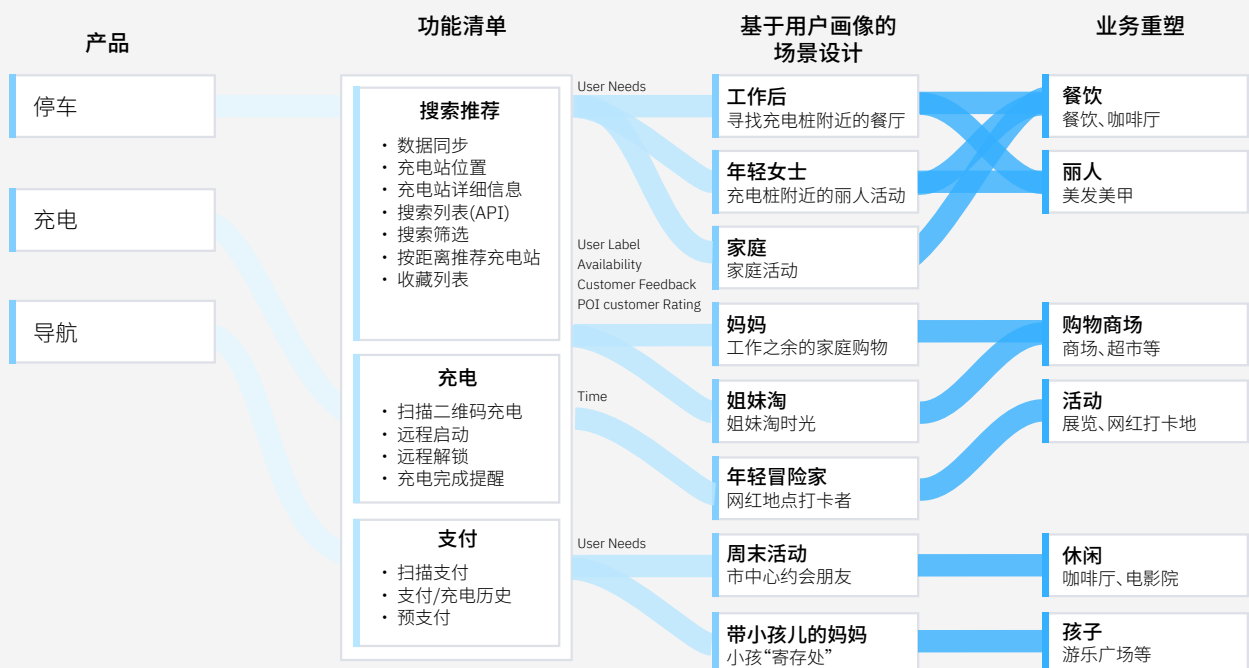 产品
停车
充电
导航
功能清单
搜索推荐
• 数据同步
• 充电站位置
• 充电站详细信息
• 搜索列表(API)
• 搜索筛选
• 按距离推荐充电站
• 收藏列表
充电
• 扫描二维码充电
• 远程启动
• 远程解锁
• 充电完成提醒
支付
• 扫描支付
• 支付/充电历史
• 预支付
User Needs
User Label
Availability
Customer Feedback
POI customer Rating
Time
User Needs
基于用户画像的
场景设计
工作后
寻找充电桩附近的餐厅
年轻女士
充电桩附近的丽人活动
家庭
家庭活动
妈妈
工作之余的家庭购物
姐妹淘
姐妹淘时光
年轻冒险家
网红地点打卡者
周末活动
市中心约会朋友
带小孩儿的妈妈
小孩“寄存处”
业务重塑
餐饮
餐饮、咖啡厅
丽人
美发美甲
购物商场
商场、超市等
活动
展览、网红打卡地
休闲
咖啡厅、电影院
孩子
游乐广场等